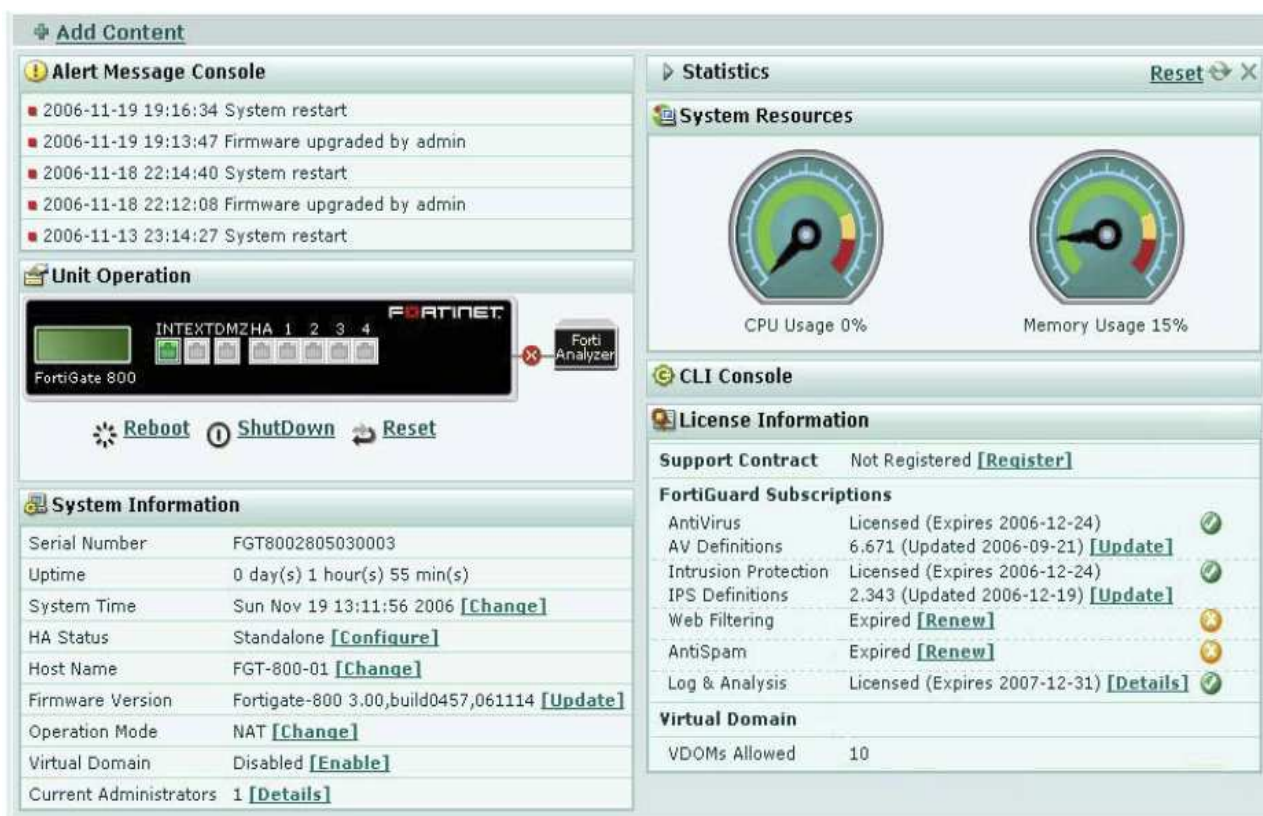 Add Content
Alert Message Console
2006-11-19 19:16:34 System restart
2006-11-19 19:13:47 Firmware upgraded by admin
2006-11-18 22:14:40 System restart
2006-11-18 22:12:08 Firmware upgraded by admin
2006-11-13 23:14:27 System restart
Unit Operation
FORTINET
INT EXT DMZ HA 1 2 3 4
FortiGate 800
Forti
Analyzer
Reboot ShutDown Reset
System Information
Serial Number FGT8002805030003
Uptime 0 day(s) 1 hour(s) 55 min(s)
System Time Sun Nov 19 13:11:56 2006 [Change]
HA Status Standalone [Configure]
Host Name FGT-800-01 [Change]
Firmware Version Fortigate-800 3.00,build0457,061114 [Update]
Operation Mode NAT [Change]
Virtual Domain Disabled [Enable]
Current Administrators 1 [Details]
Statistics Reset
System Resources
CPU Usage 0% Memory Usage 15%
CLI Console
License Information
Support Contract Not Registered [Register]
FortiGuard Subscriptions
AntiVirus Licensed (Expires 2006-12-24)
AV Definitions 6.671 (Updated 2006-09-21) [Update]
Intrusion Protection Licensed (Expires 2006-12-24)
IPS Definitions 2.343 (Updated 2006-12-19) [Update]
Web Filtering Expired [Renew]
AntiSpam Expired [Renew]
Log & Analysis Licensed (Expires 2007-12-31) [Details]
Virtual Domain
VDOMs Allowed 10